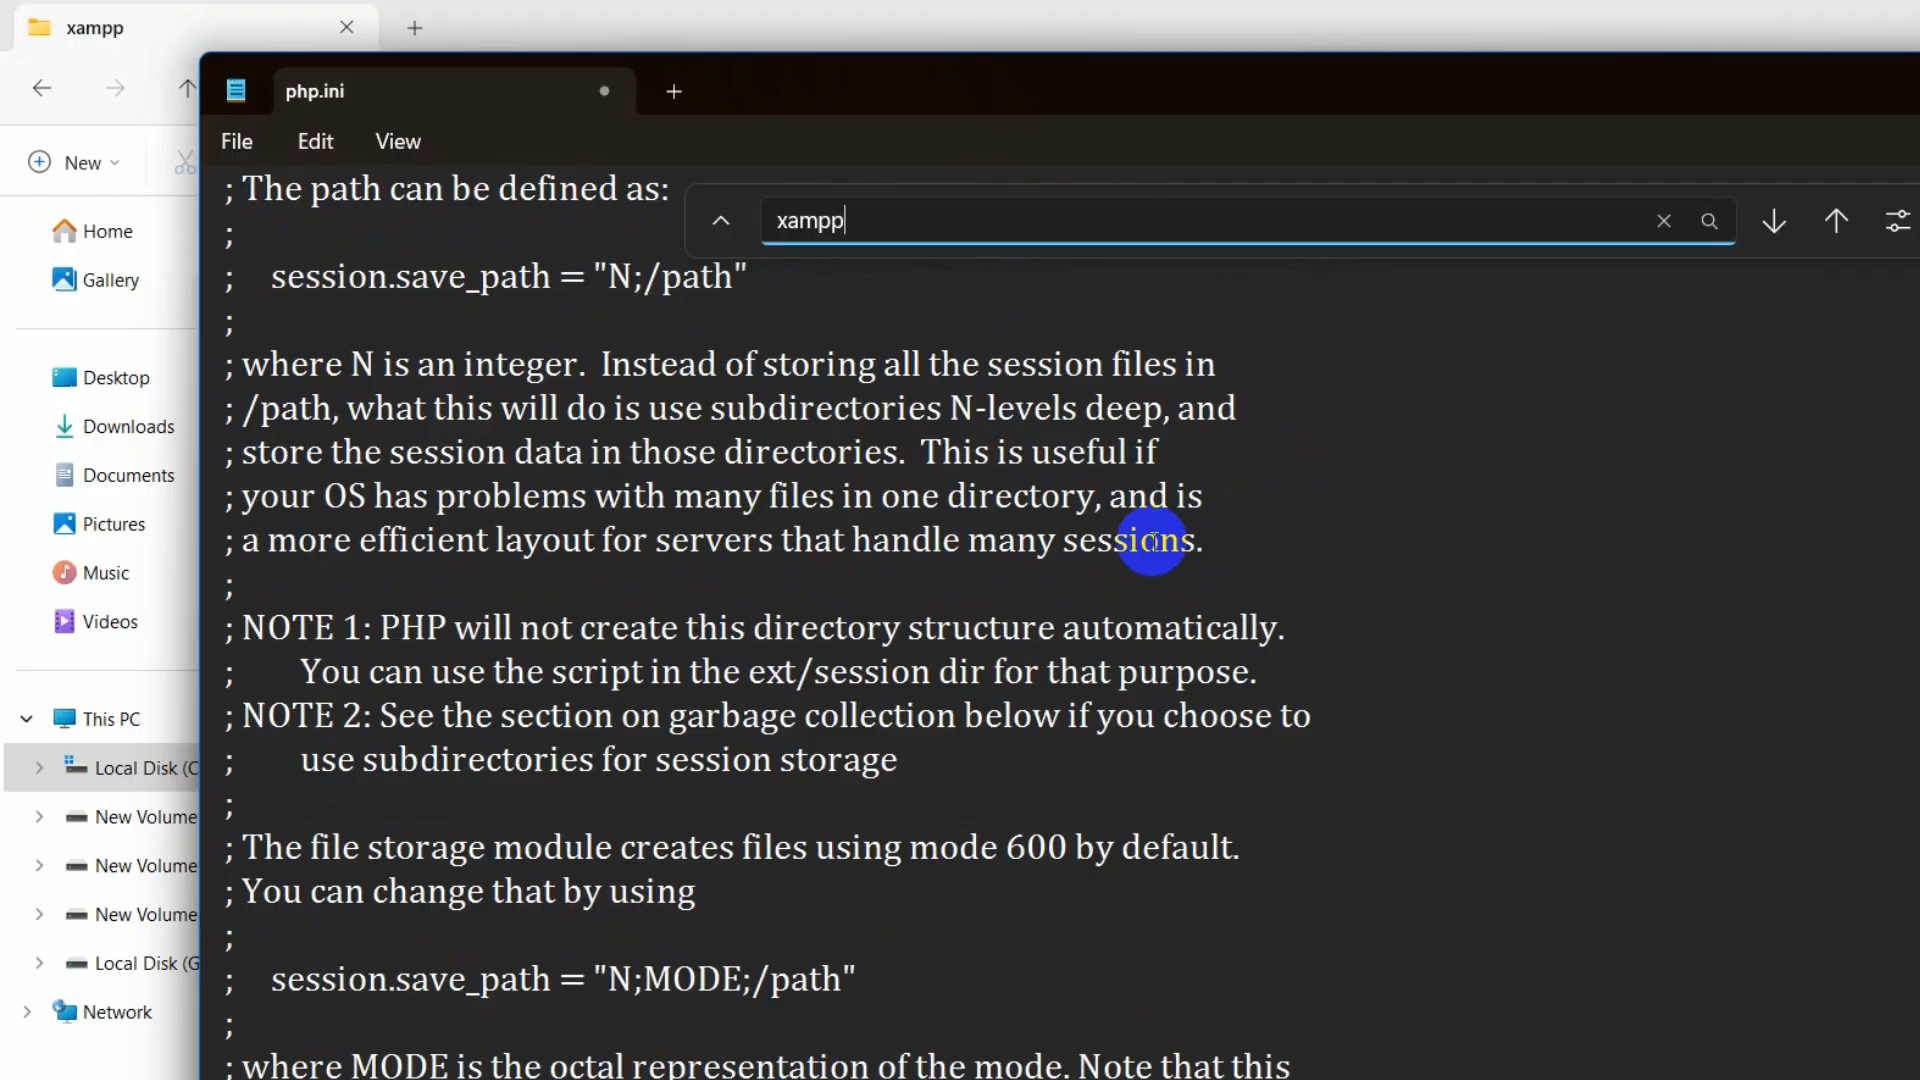 xampp
php.ini
File Edit View
New
; The path can be defined as:
xampp
;
; session.save_path = "N;/path"
;
; where N is an integer. Instead of storing all the session files in
; /path, what this will do is use subdirectories N-levels deep, and
; store the session data in those directories. This is useful if
; your OS has problems with many files in one directory, and is
; a more efficient layout for servers that handle many sessions.
;
; NOTE 1: PHP will not create this directory structure automatically.
; You can use the script in the ext/session dir for that purpose.
; NOTE 2: See the section on garbage collection below if you choose to
; use subdirectories for session storage
;
; The file storage module creates files using mode 600 by default.
; You can change that by using
;
; session.save_path = "N;MODE;/path"
;
; where MODE is the octal representation of the mode. Note that this
Home
Gallery
Desktop
Downloads
Documents
Pictures
Music
Videos
This PC
Local Disk (C
New Volume
New Volume
New Volume
Local Disk (G
Network